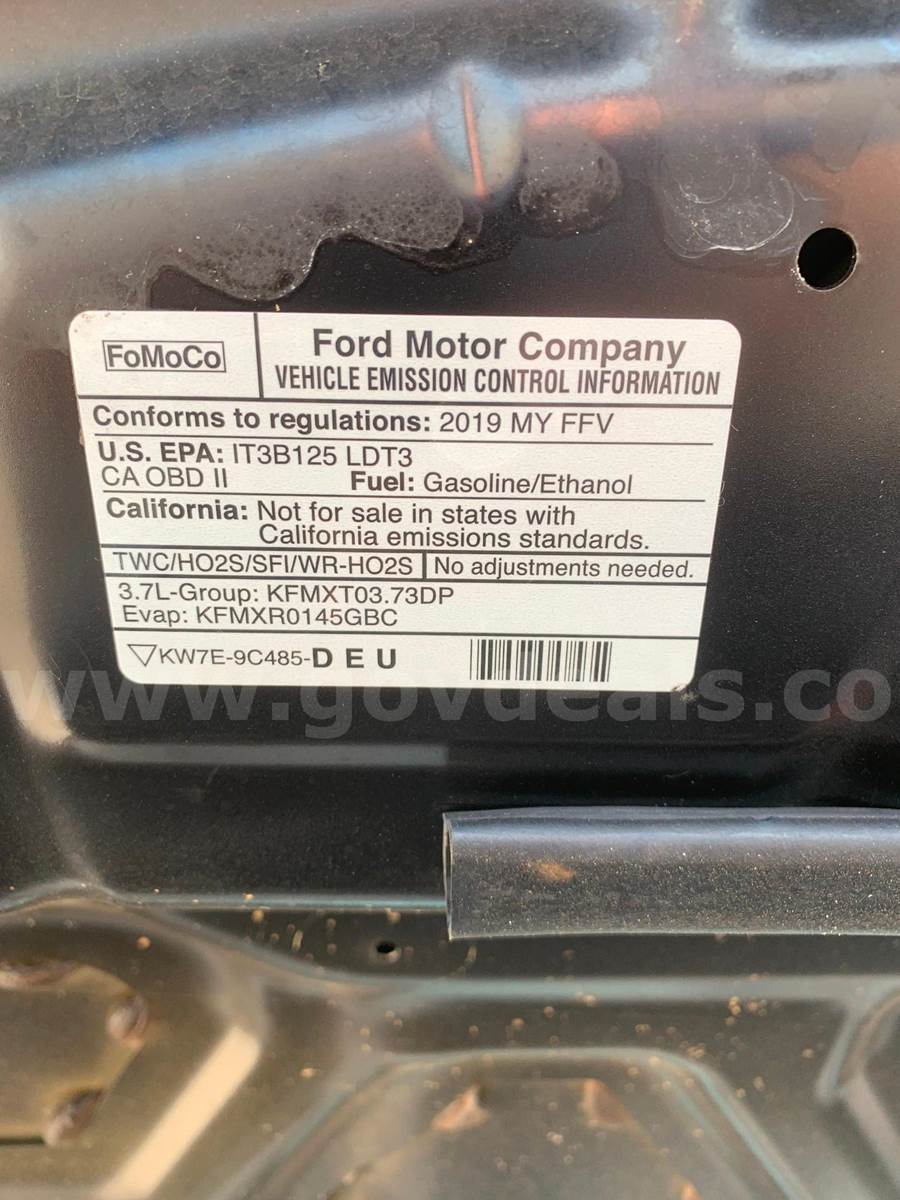 FoMoCo
Ford Motor Company
VEHICLE EMISSION CONTROL INFORMATION
Conforms to regulations: 2019 MY FFV
U.S. EPA: IT3B125 LDT3
CA OBD II Fuel: Gasoline/Ethanol
California: Not for sale in states with
California emissions standards.
TWC/HO2S/SFI/WR-HO2S No adjustments needed.
3.7L-Group: KFMXT03.73DP
Evap: KFMXR0145GBC
KW7E-9C485-DEU
www.govdeals.co